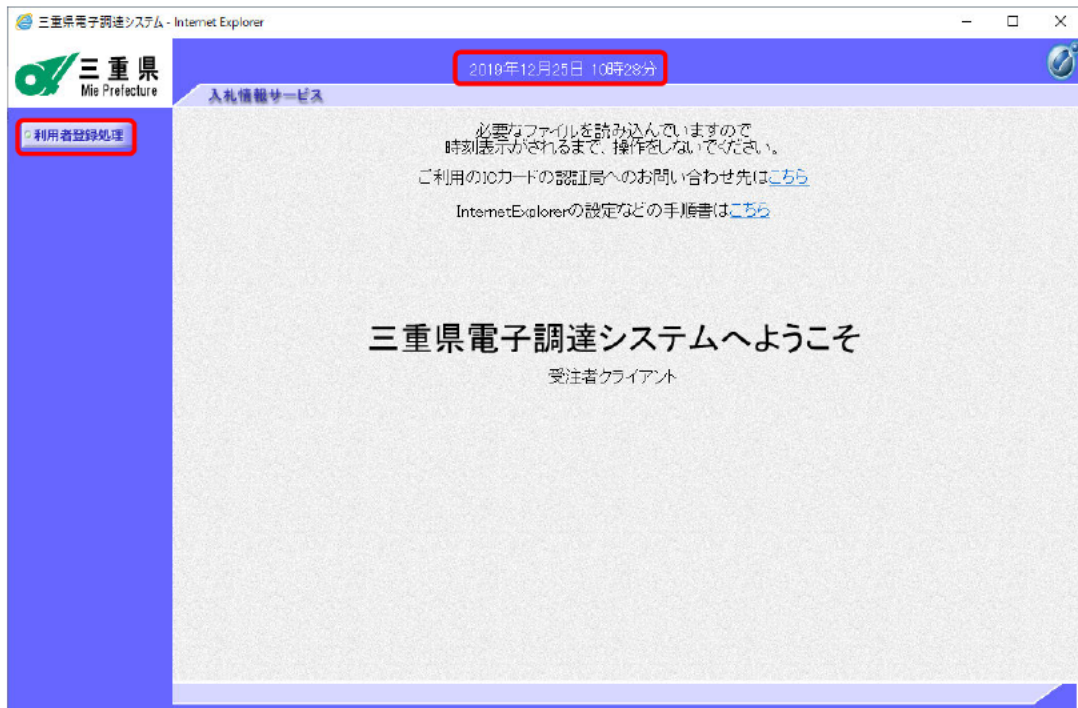 三重県電子調達システム - Internet Explorer
三重県
Mie Prefecture
2019年12月25日 10時28分
入札情報サービス
利用者登録処理
必要なファイルを読み込んでいますので
時刻表示がされるまで、操作をしないでください。
ご利用のICカードの認証局へのお問い合わせ先はこちら
InternetExplorerの設定などの手順書はこちら
三重県電子調達システムへようこそ
受注者クライアント